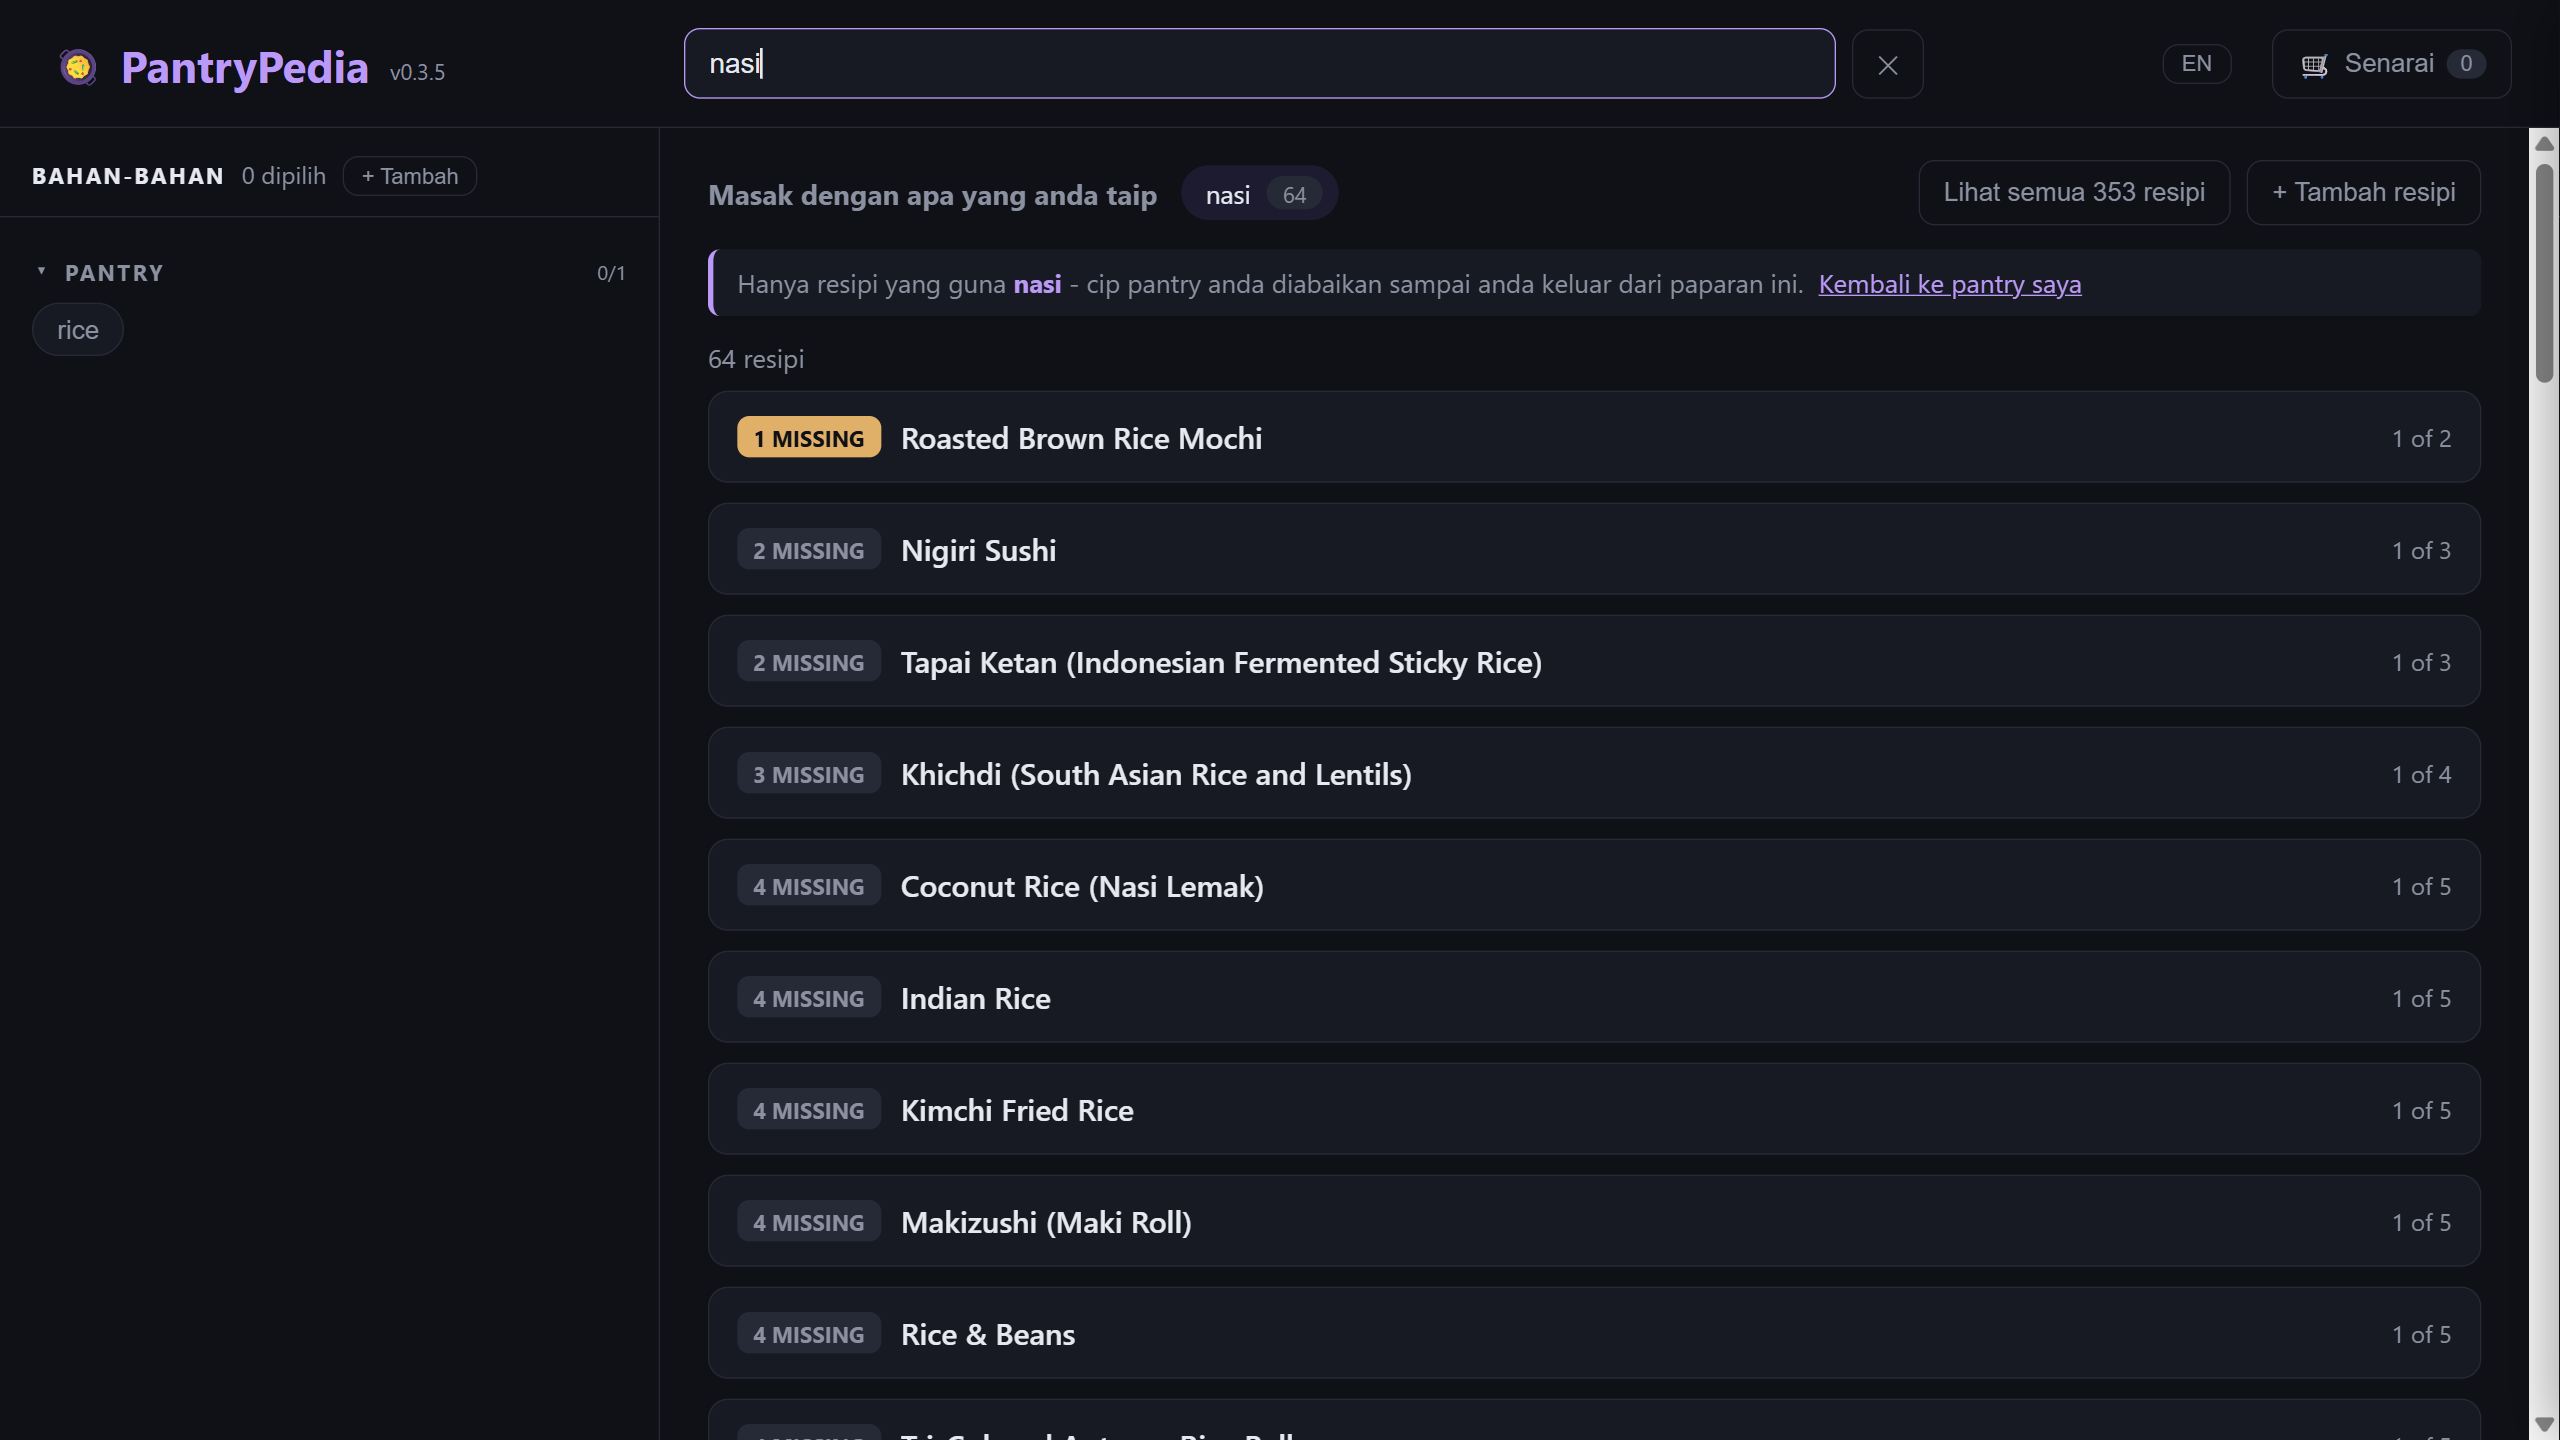 PantryPedia v0.3.5
nasi
EN
Senarai 0
BAHAN-BAHAN 0 dipilih + Tambah
PANTRY 0/1
rice
Masak dengan apa yang anda taip nasi 64
Lihat semua 353 resipi + Tambah resipi
Hanya resipi yang guna nasi - cip pantry anda diabaikan sampai anda keluar dari paparan ini. Kembali ke pantry saya
64 resipi
1 MISSING Roasted Brown Rice Mochi 1 of 2
2 MISSING Nigiri Sushi 1 of 3
2 MISSING Tapai Ketan (Indonesian Fermented Sticky Rice) 1 of 3
3 MISSING Khichdi (South Asian Rice and Lentils) 1 of 4
4 MISSING Coconut Rice (Nasi Lemak) 1 of 5
4 MISSING Indian Rice 1 of 5
4 MISSING Kimchi Fried Rice 1 of 5
4 MISSING Makizushi (Maki Roll) 1 of 5
4 MISSING Rice & Beans 1 of 5